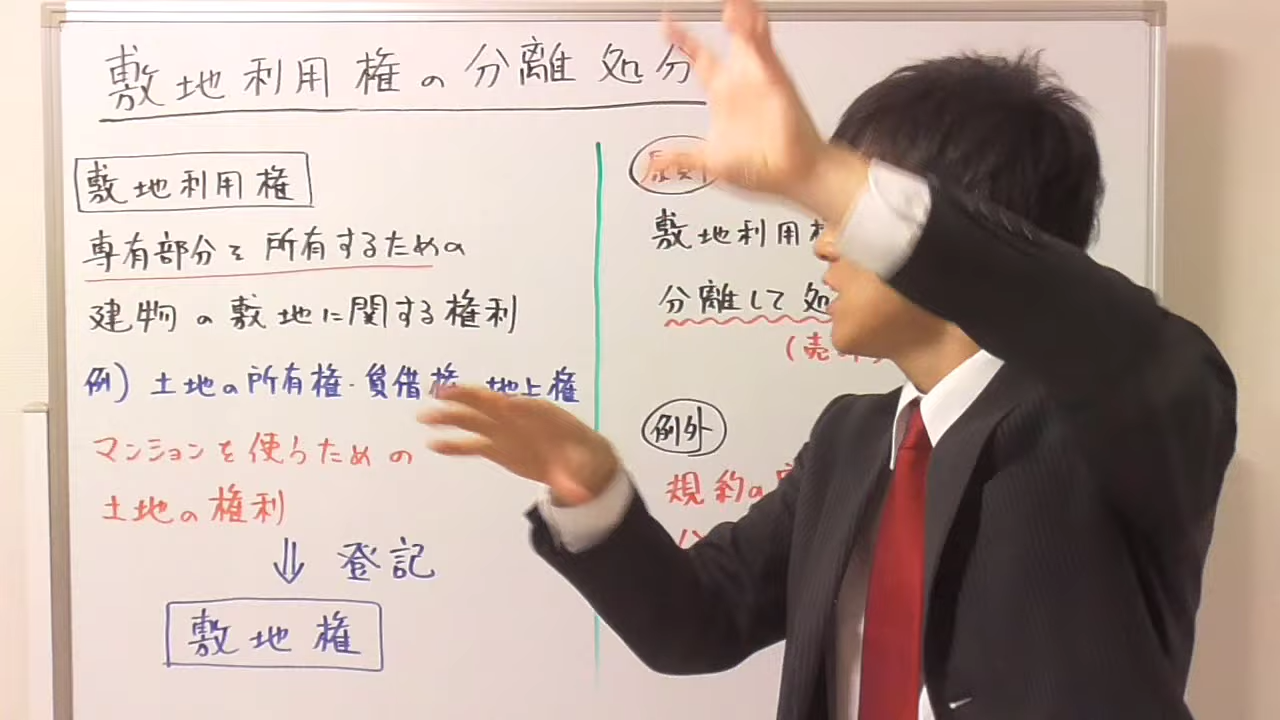 敷地利用権の分離処分
敷地利用権
専有部分を所有するための
建物の敷地に関する権利
例)土地の所有権・賃借権 地上権
マンションを使うための
土地の権利
⇓ 登記
敷地権
敷地利用
分離して処
(売
例外
規約の